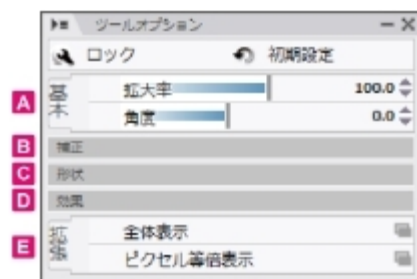 ツールオプション
ロック 初期設定
A 基本 拡大率 100.0
角度 0.0
B 補正
C 形状
D 効果
E 拡張 全体表示
ピクセル等倍表示